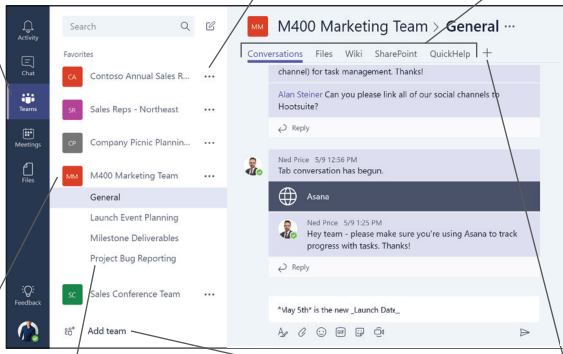 Activity
Chat
Teams
Meetings
Files
Feedback
Search
Favorites
CA Contoso Annual Sales R... ...
SR Sales Reps - Northeast ...
CP Company Picnic Plannin... ...
MM M400 Marketing Team ...
General
Launch Event Planning
Milestone Deliverables
Project Bug Reporting
SC Sales Conference Team ...
Add team
MM M400 Marketing Team > General ...
Conversations Files Wiki SharePoint QuickHelp +
channel) for task management. Thanks!
Alan Steiner Can you please link all of our social channels to
Hootsuite?
Reply
Ned Price 5/9 12:36 PM
Tab conversation has begun.
Asana
Ned Price 5/9 1:25 PM
Hey team - please make sure you're using Asana to track
progress with tasks. Thanks!
Reply
*May 5th* is the new _Launch Date_
GIF